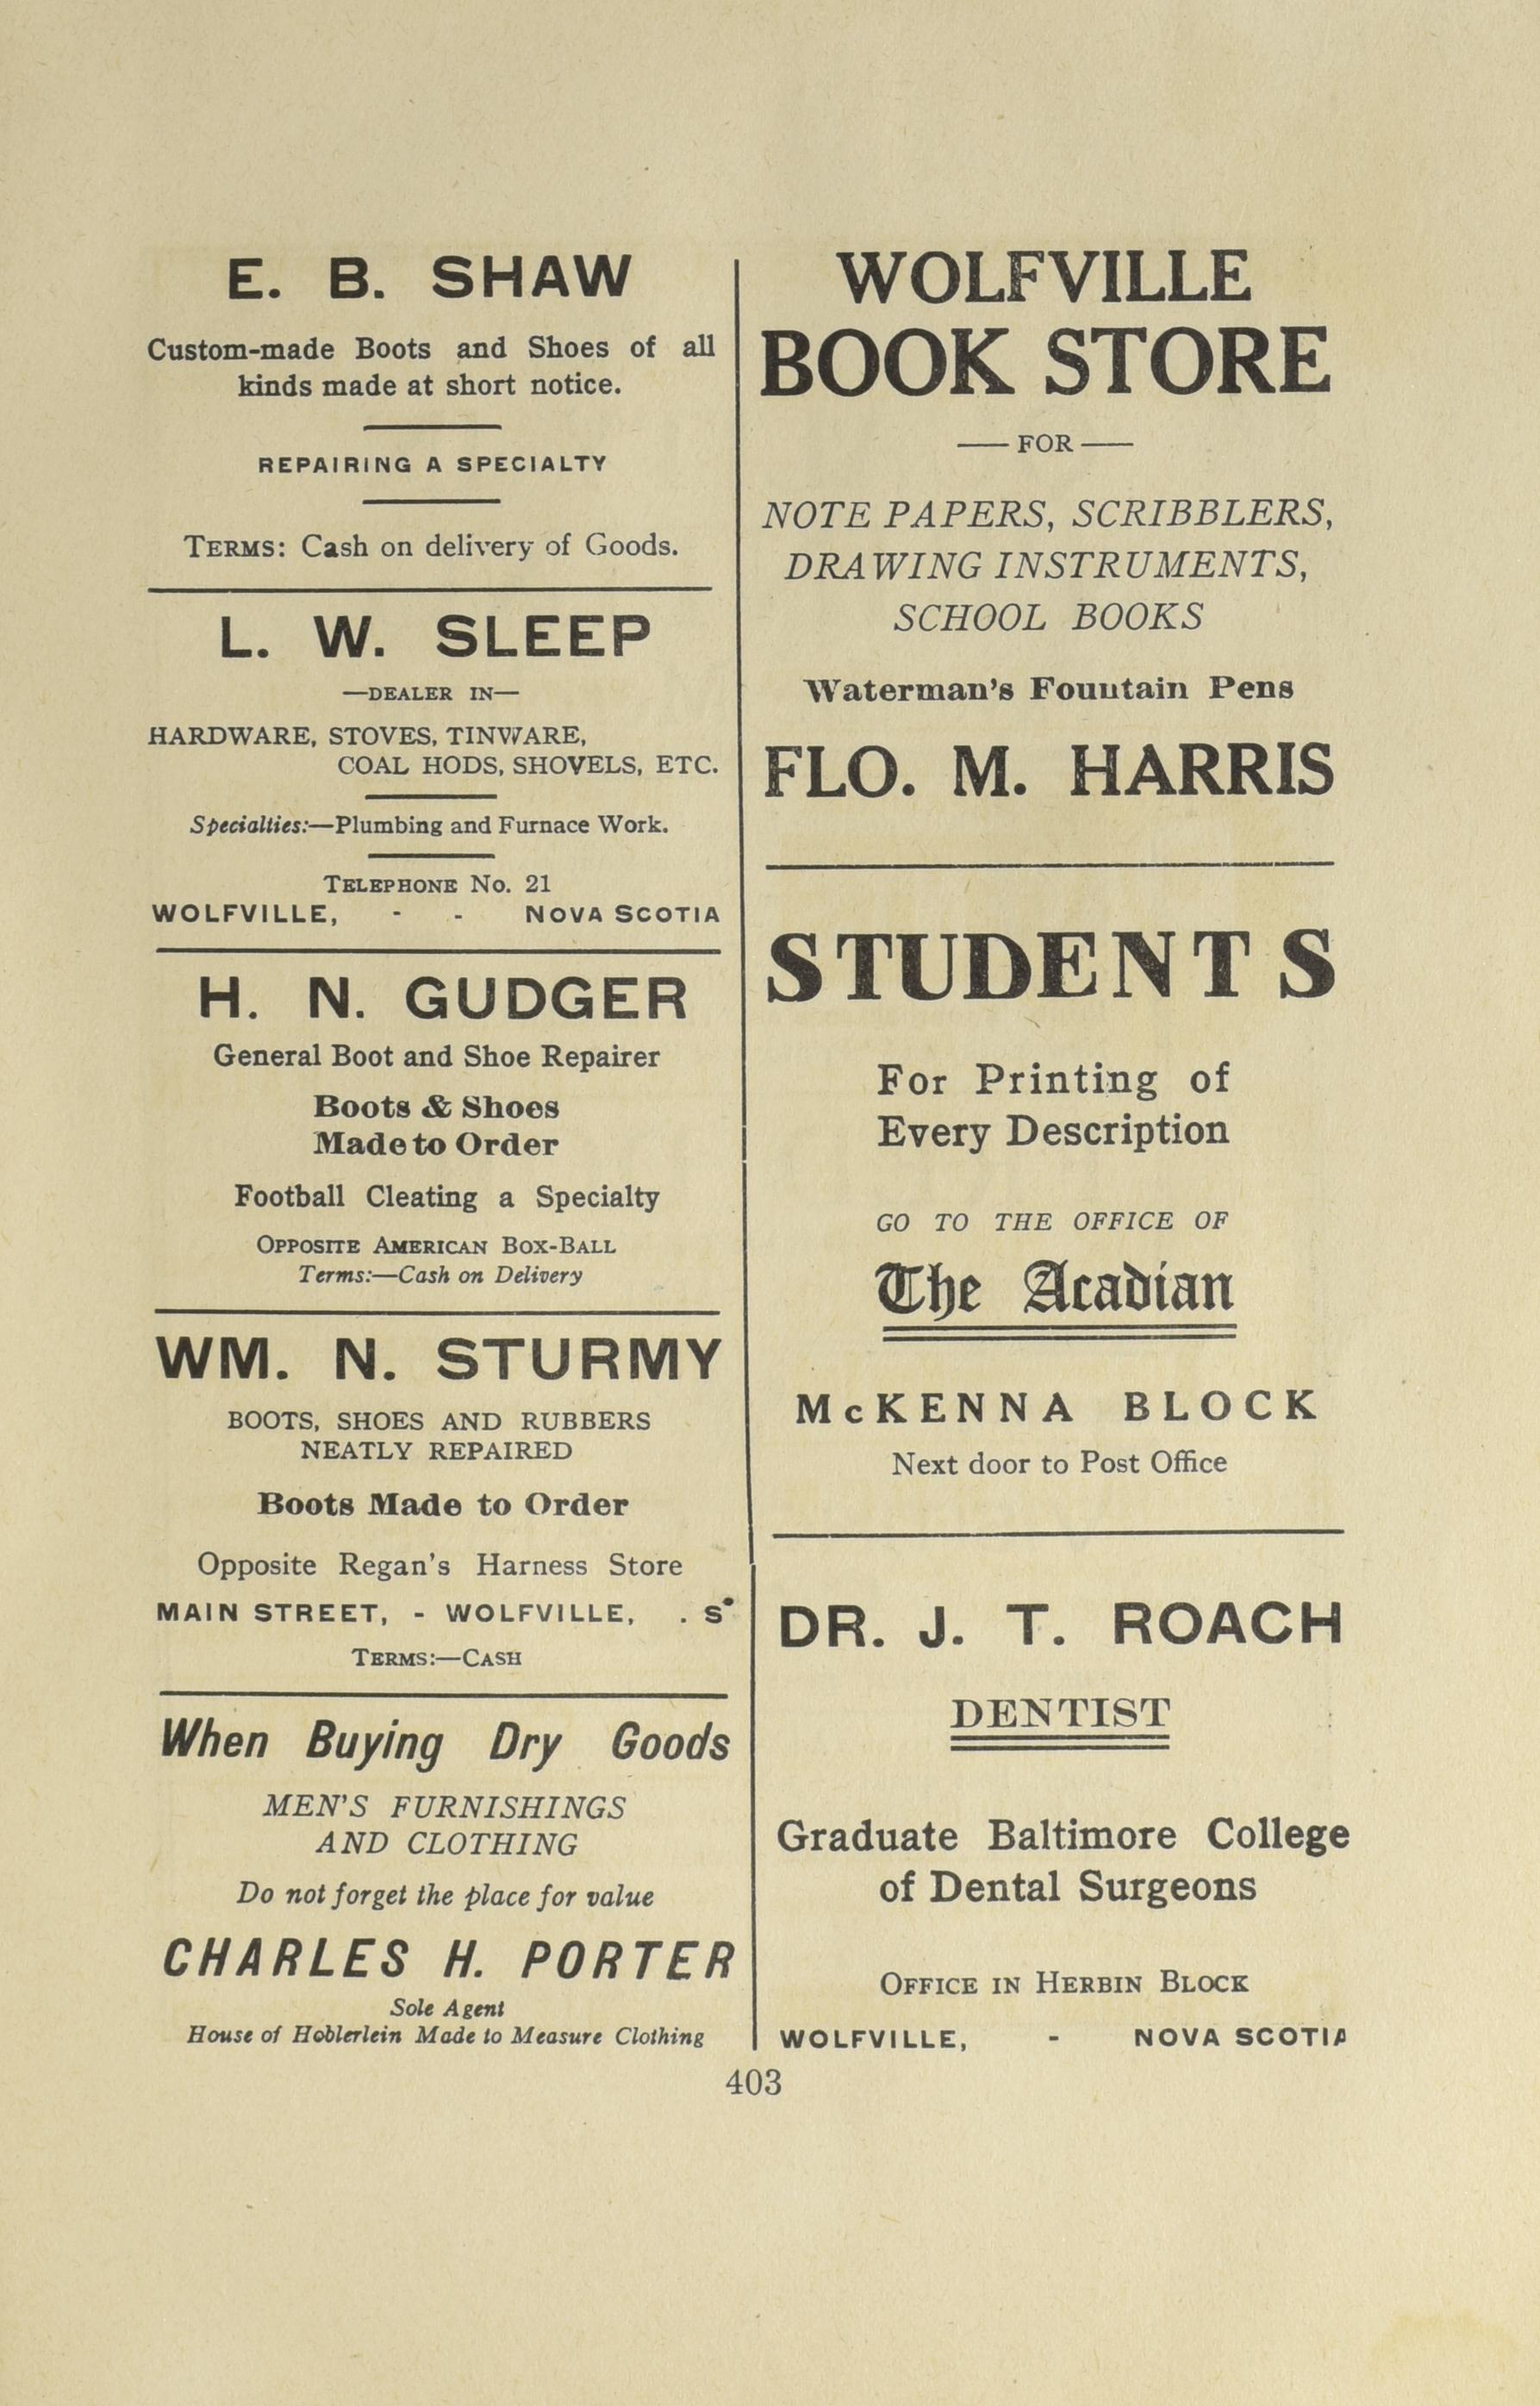 E. B. SHAW
Custom-made Boots and Shoes of all
kinds made at short notice.
REPAIRING A SPECIALTY
TERMS: Cash on delivery of Goods.
L. W. SLEEP
—DEALER IN—
HARDWARE, STOVES, TINWARE,
COAL HODS, SHOVELS, ETC.
Specialties:—Plumbing and Furnace Work.
TELEPHONE No. 21
WOLFVILLE, - - NOVA SCOTIA
H. N. GUDGER
General Boot and Shoe Repairer
Boots & Shoes
Made to Order
Football Cleating a Specialty
OPPOSITE AMERICAN BOX-BALL
Terms:—Cash on Delivery
WM. N. STURMY
BOOTS, SHOES AND RUBBERS
NEATLY REPAIRED
Boots Made to Order
Opposite Regan's Harness Store
MAIN STREET, - WOLFVILLE, . S
TERMS:—CASH
When Buying Dry Goods
MEN'S FURNISHINGS
AND CLOTHING
Do not forget the place for value
CHARLES H. PORTER
Sole Agent
House of Hoblerlein Made to Measure Clothing
WOLFVILLE
BOOK STORE
— FOR —
NOTE PAPERS, SCRIBBLERS,
DRAWING INSTRUMENTS,
SCHOOL BOOKS
Waterman's Fouutain Pens
FLO. M. HARRIS
STUDENTS
For Printing of
Every Description
GO TO THE OFFICE OF
The Acadian
McKENNA BLOCK
Next door to Post Office
DR. J. T. ROACH
DENTIST
Graduate Baltimore College
of Dental Surgeons
OFFICE IN HERBIN BLOCK
WOLFVILLE, - NOVA SCOTIA
403